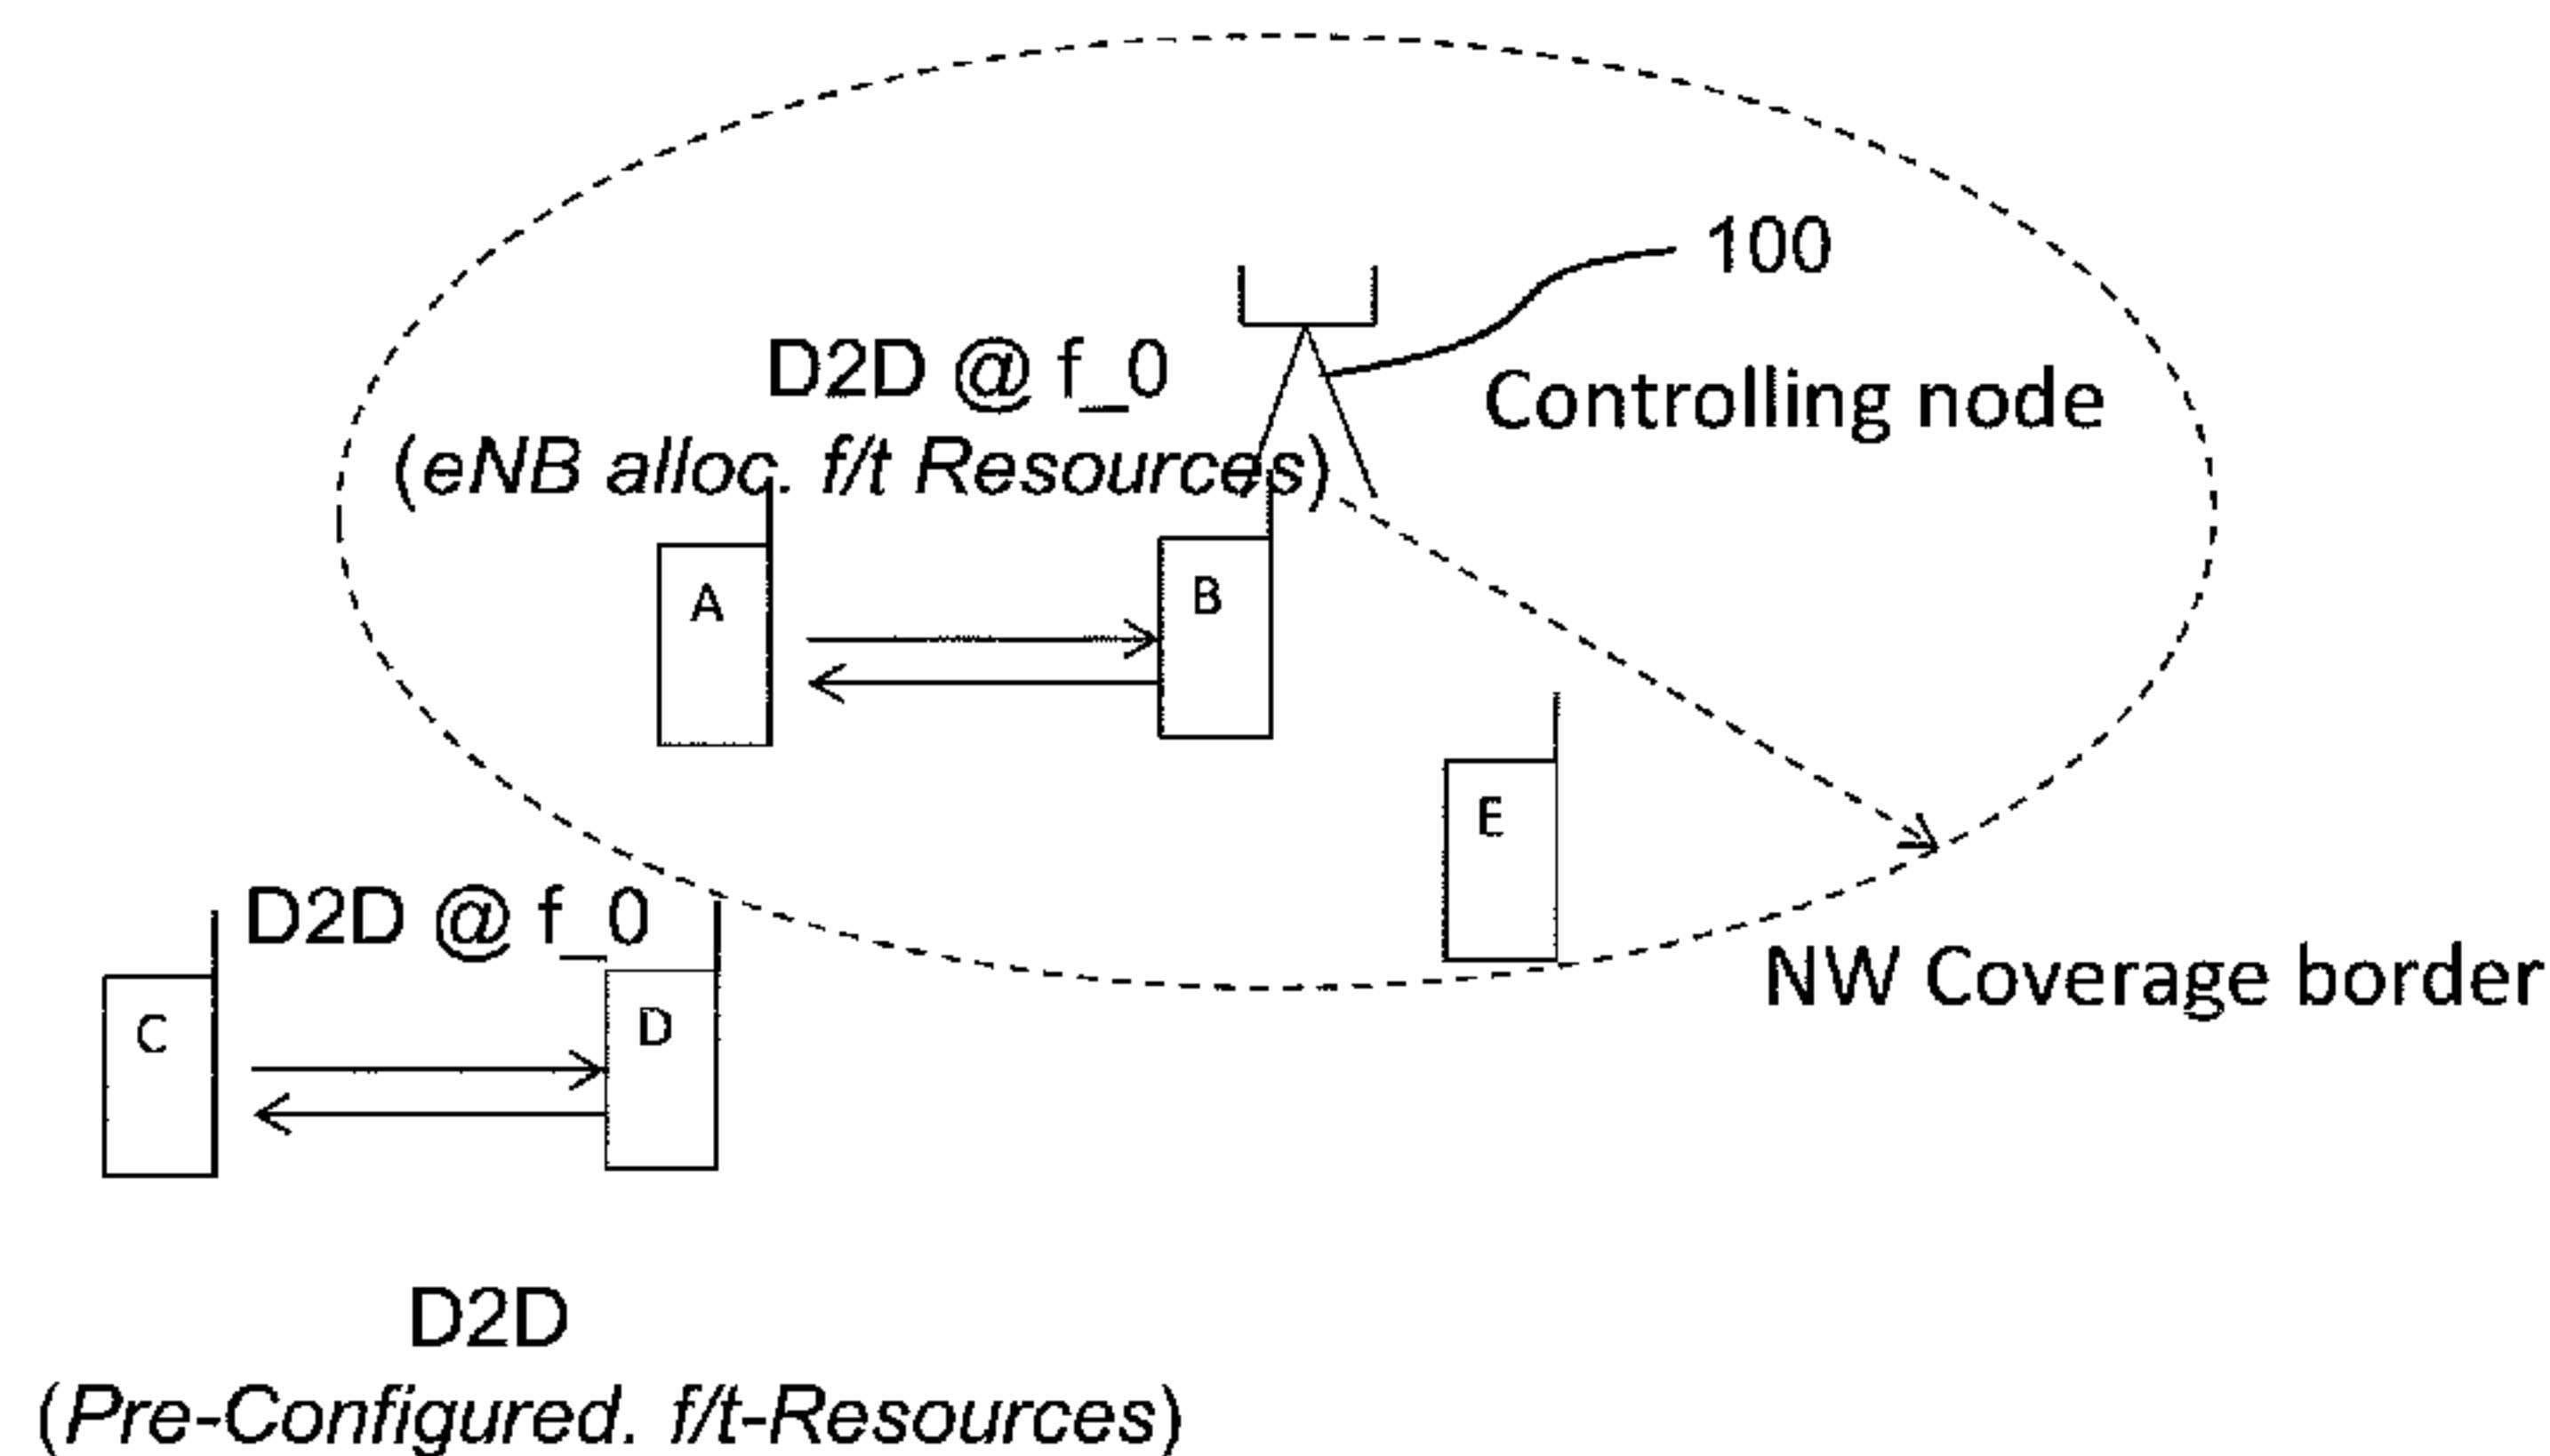 100
D2D @ f_0
Controlling node
(eNB alloc. f/t Resources)
A
B
E
D2D @ f_0
NW Coverage border
C
D
D2D
(Pre-Configured. f/t-Resources)